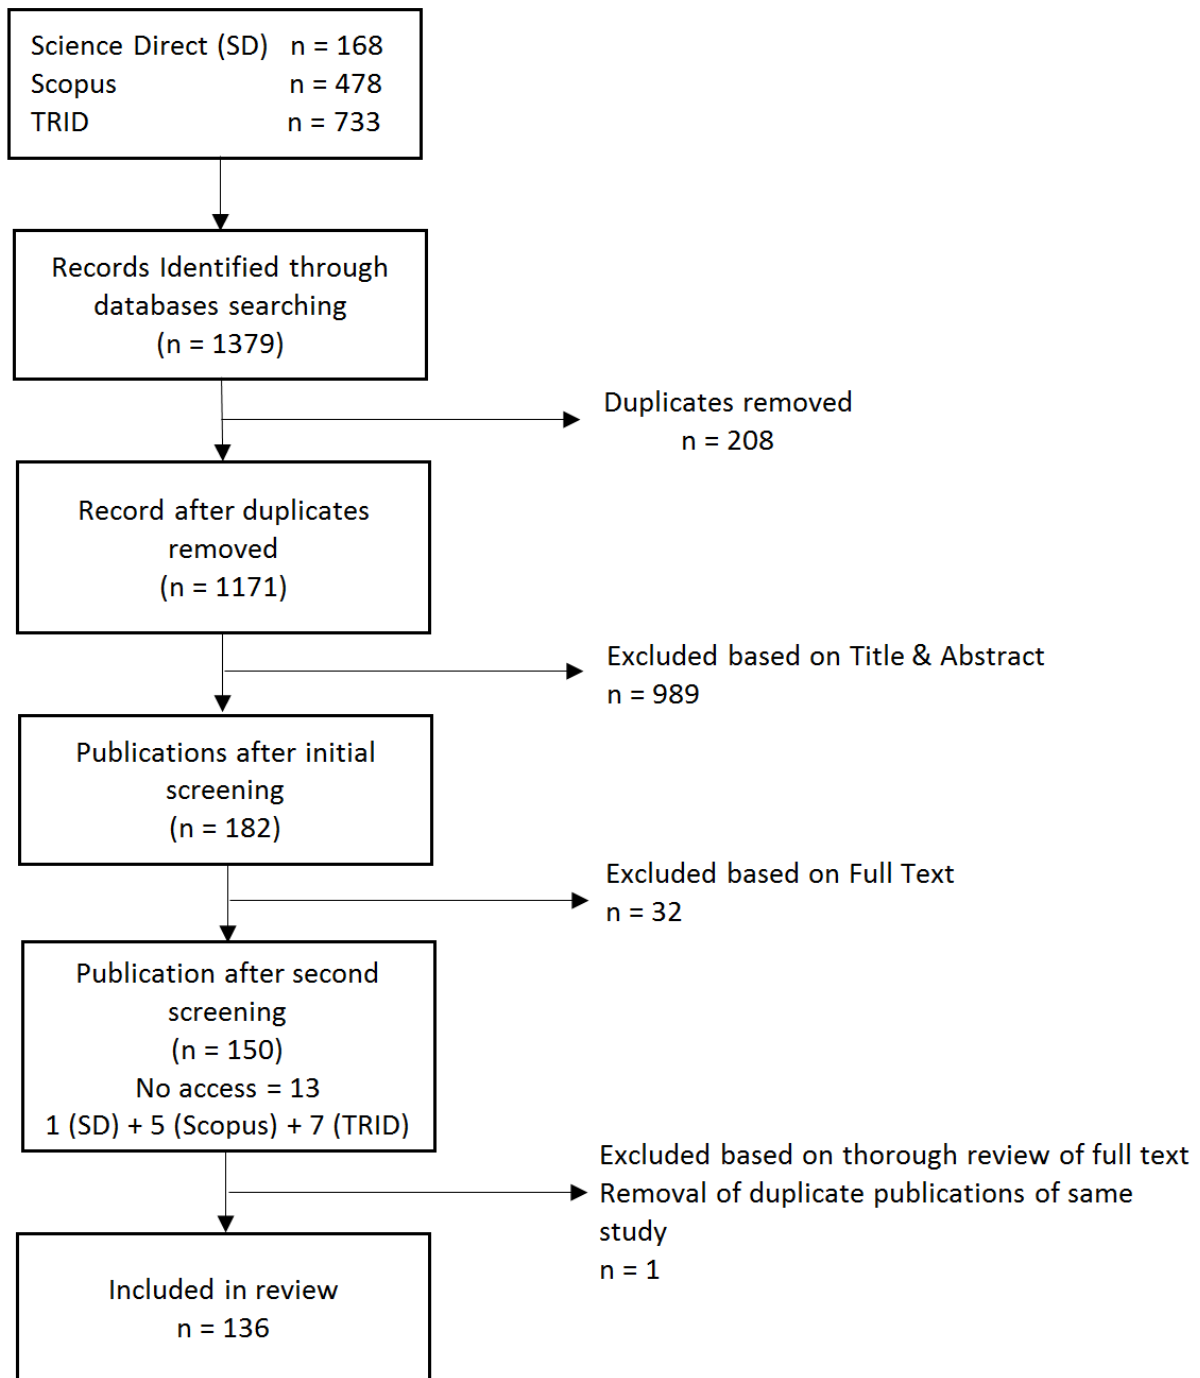 Science Direct (SD) n = 168
Scopus n = 478
TRID n = 733
Records Identified through
databases searching
(n = 1379)
Duplicates removed
n = 208
Record after duplicates
removed
(n = 1171)
Excluded based on Title & Abstract
n = 989
Publications after initial
screening
(n = 182)
Excluded based on Full Text
n = 32
Publication after second
screening
(n = 150)
No access = 13
1 (SD) + 5 (Scopus) + 7 (TRID)
Excluded based on thorough review of full text
Removal of duplicate publications of same
study
n = 1
Included in review
n = 136